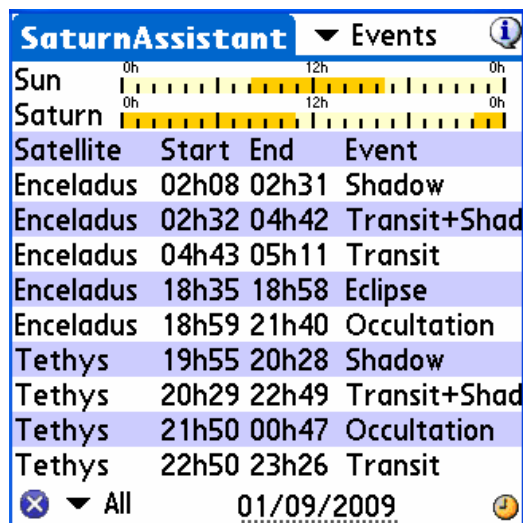 SaturnAssistant Events
0h 12h 0h
Sun
0h 12h 0h
Saturn
Satellite Start End Event
Enceladus 02h08 02h31 Shadow
Enceladus 02h32 04h42 Transit+Shad
Enceladus 04h43 05h11 Transit
Enceladus 18h35 18h58 Eclipse
Enceladus 18h59 21h40 Occultation
Tethys 19h55 20h28 Shadow
Tethys 20h29 22h49 Transit+Shad
Tethys 21h50 00h47 Occultation
Tethys 22h50 23h26 Transit
All 01/09/2009